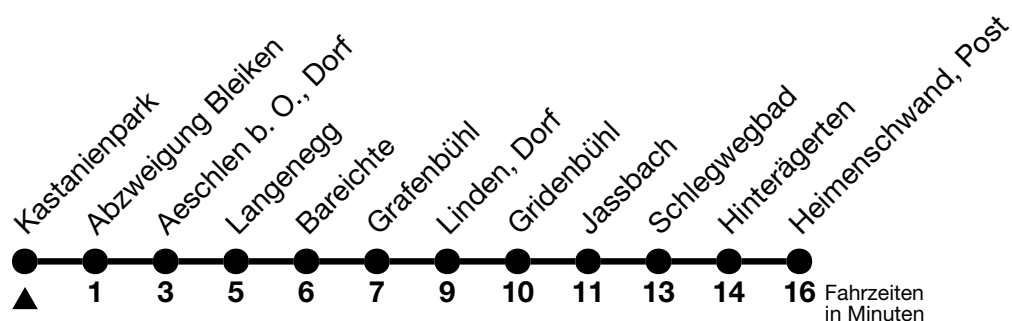 Kastanienpark
Abzweigung Bleiken
Aeschlen b. O., Dorf
Langenegg
Bareichte
Grafenbühl
Linden, Dorf
Gridenbühl
Jassbach
Schlegwegbad
Hinterägerten
Heimenschwand, Post
1 3 5 6 7 9 10 11 13 14 16 Fahrzeiten
in Minuten